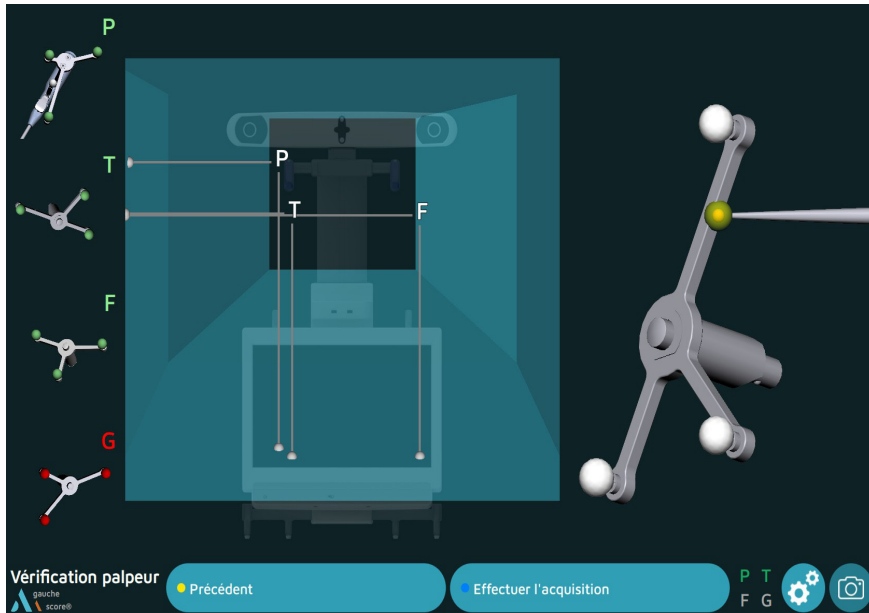 P
T
F
G
P
T
F
Vérification palpeur
gauche
score®
Précédent
Effectuer l'acquisition
P T
F G